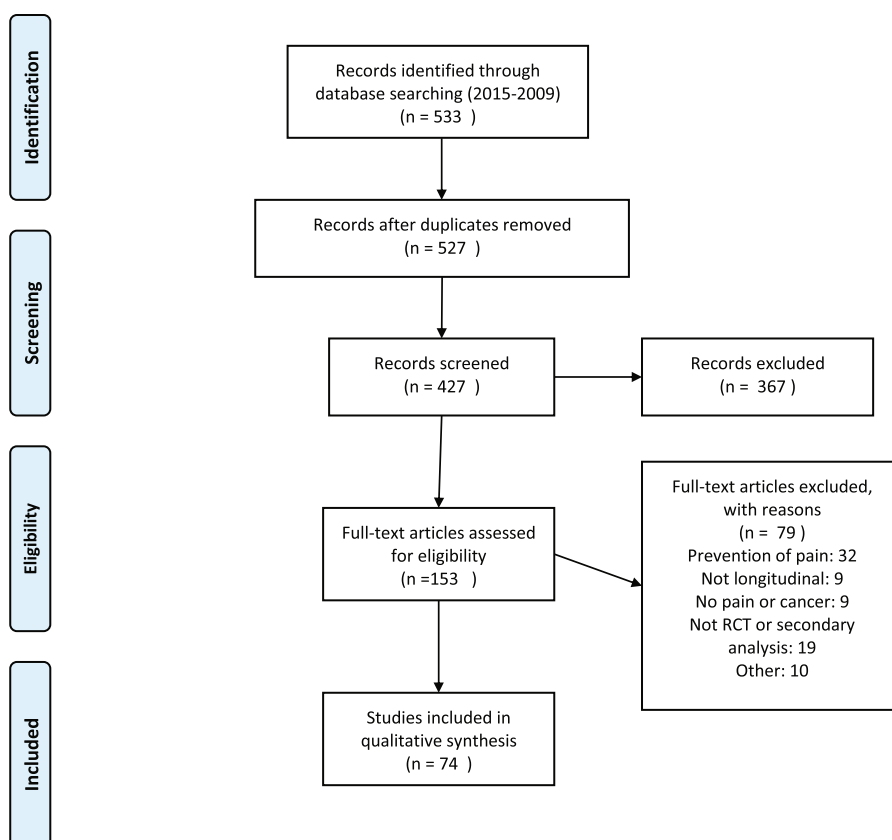 Identification
Records identified through
database searching (2015-2009)
(n = 533 )
Records after duplicates removed
(n = 527 )
Screening
Records screened
(n = 427 )
Records excluded
(n = 367 )
Eligibility
Full-text articles assessed
for eligibility
(n =153 )
Full-text articles excluded,
with reasons
(n = 79 )
Prevention of pain: 32
Not longitudinal: 9
No pain or cancer: 9
Not RCT or secondary
analysis: 19
Other: 10
Included
Studies included in
qualitative synthesis
(n = 74 )